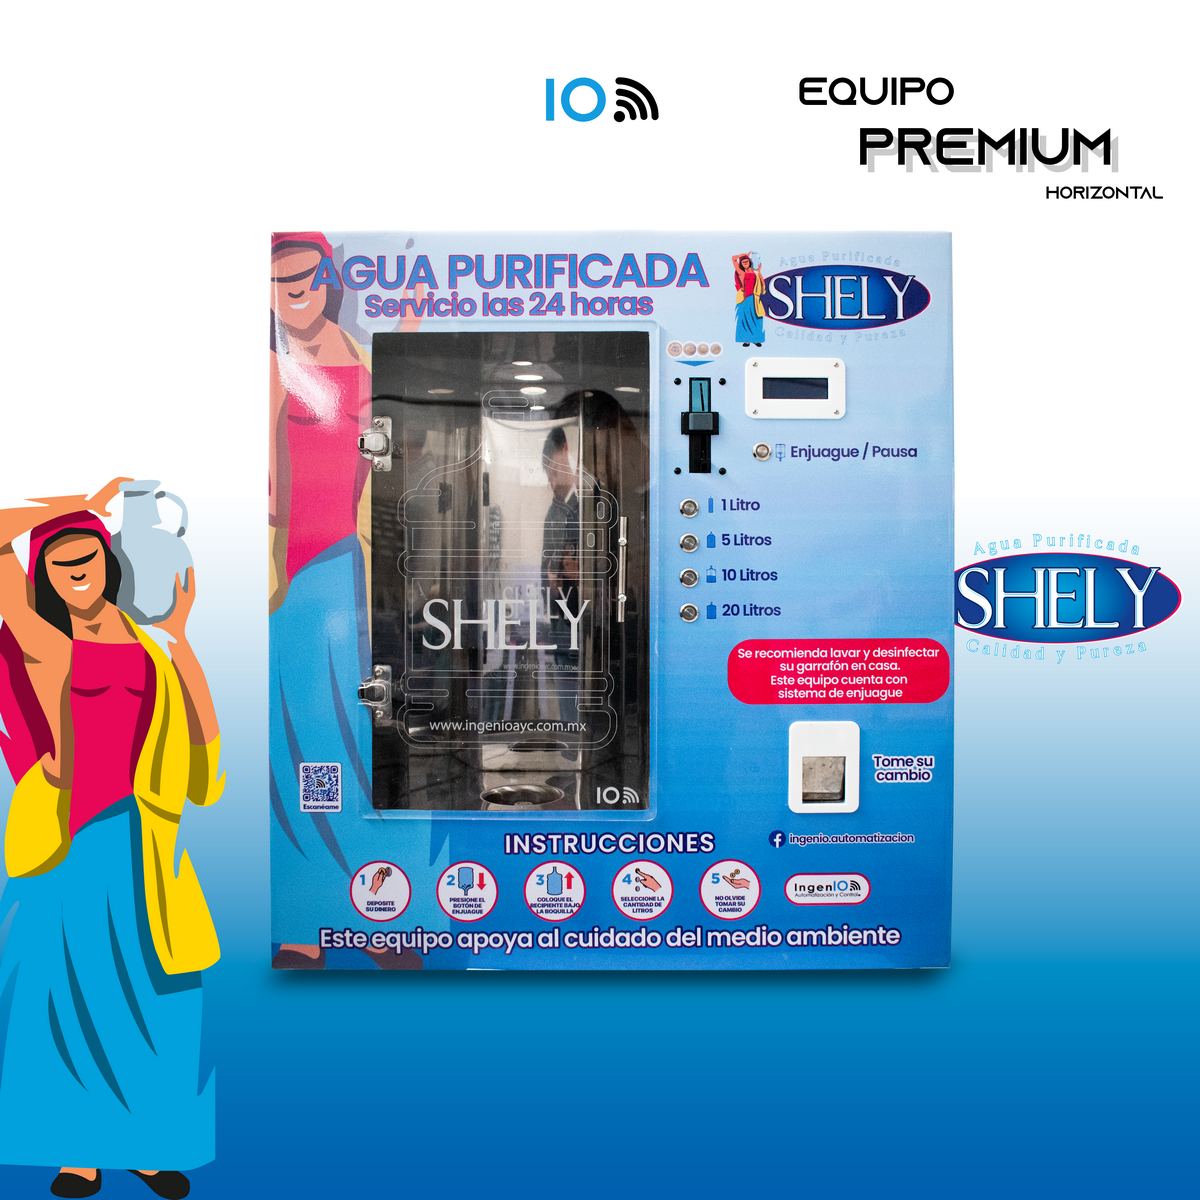 IO
EQUIPO
PREMIUM
HORIZONTAL
AGUA PURIFICADA
Servicio las 24 horas
Agua Purificada
SHELY
Calidad y Pureza
Enjuague / Pausa
1 Litro
5 Litros
10 Litros
20 Litros
SHELY
www.ingenioayc.com.mx
www.ingenioayc.com.mx
IO
Se recomienda lavar y desinfectar
su garrafón en casa.
Este equipo cuenta con
sistema de enjuague
Tome su
cambio
Escanéame
ingenio.automatizacion
INSTRUCCIONES
1
DEPOSITE
SU DINERO
2
PRESIONE EL
BOTÓN DE
ENJUAGUE
3
COLOQUE EL
RECIPIENTE BAJO
LA BOQUILLA
4
SELECCIONE LA
CANTIDAD DE
LITROS
5
NO OLVIDE
TOMAR SU
CAMBIO
IngenIO
Automatización y Control
Este equipo apoya al cuidado del medio ambiente
Agua Purificada
SHELY
Calidad y Pureza